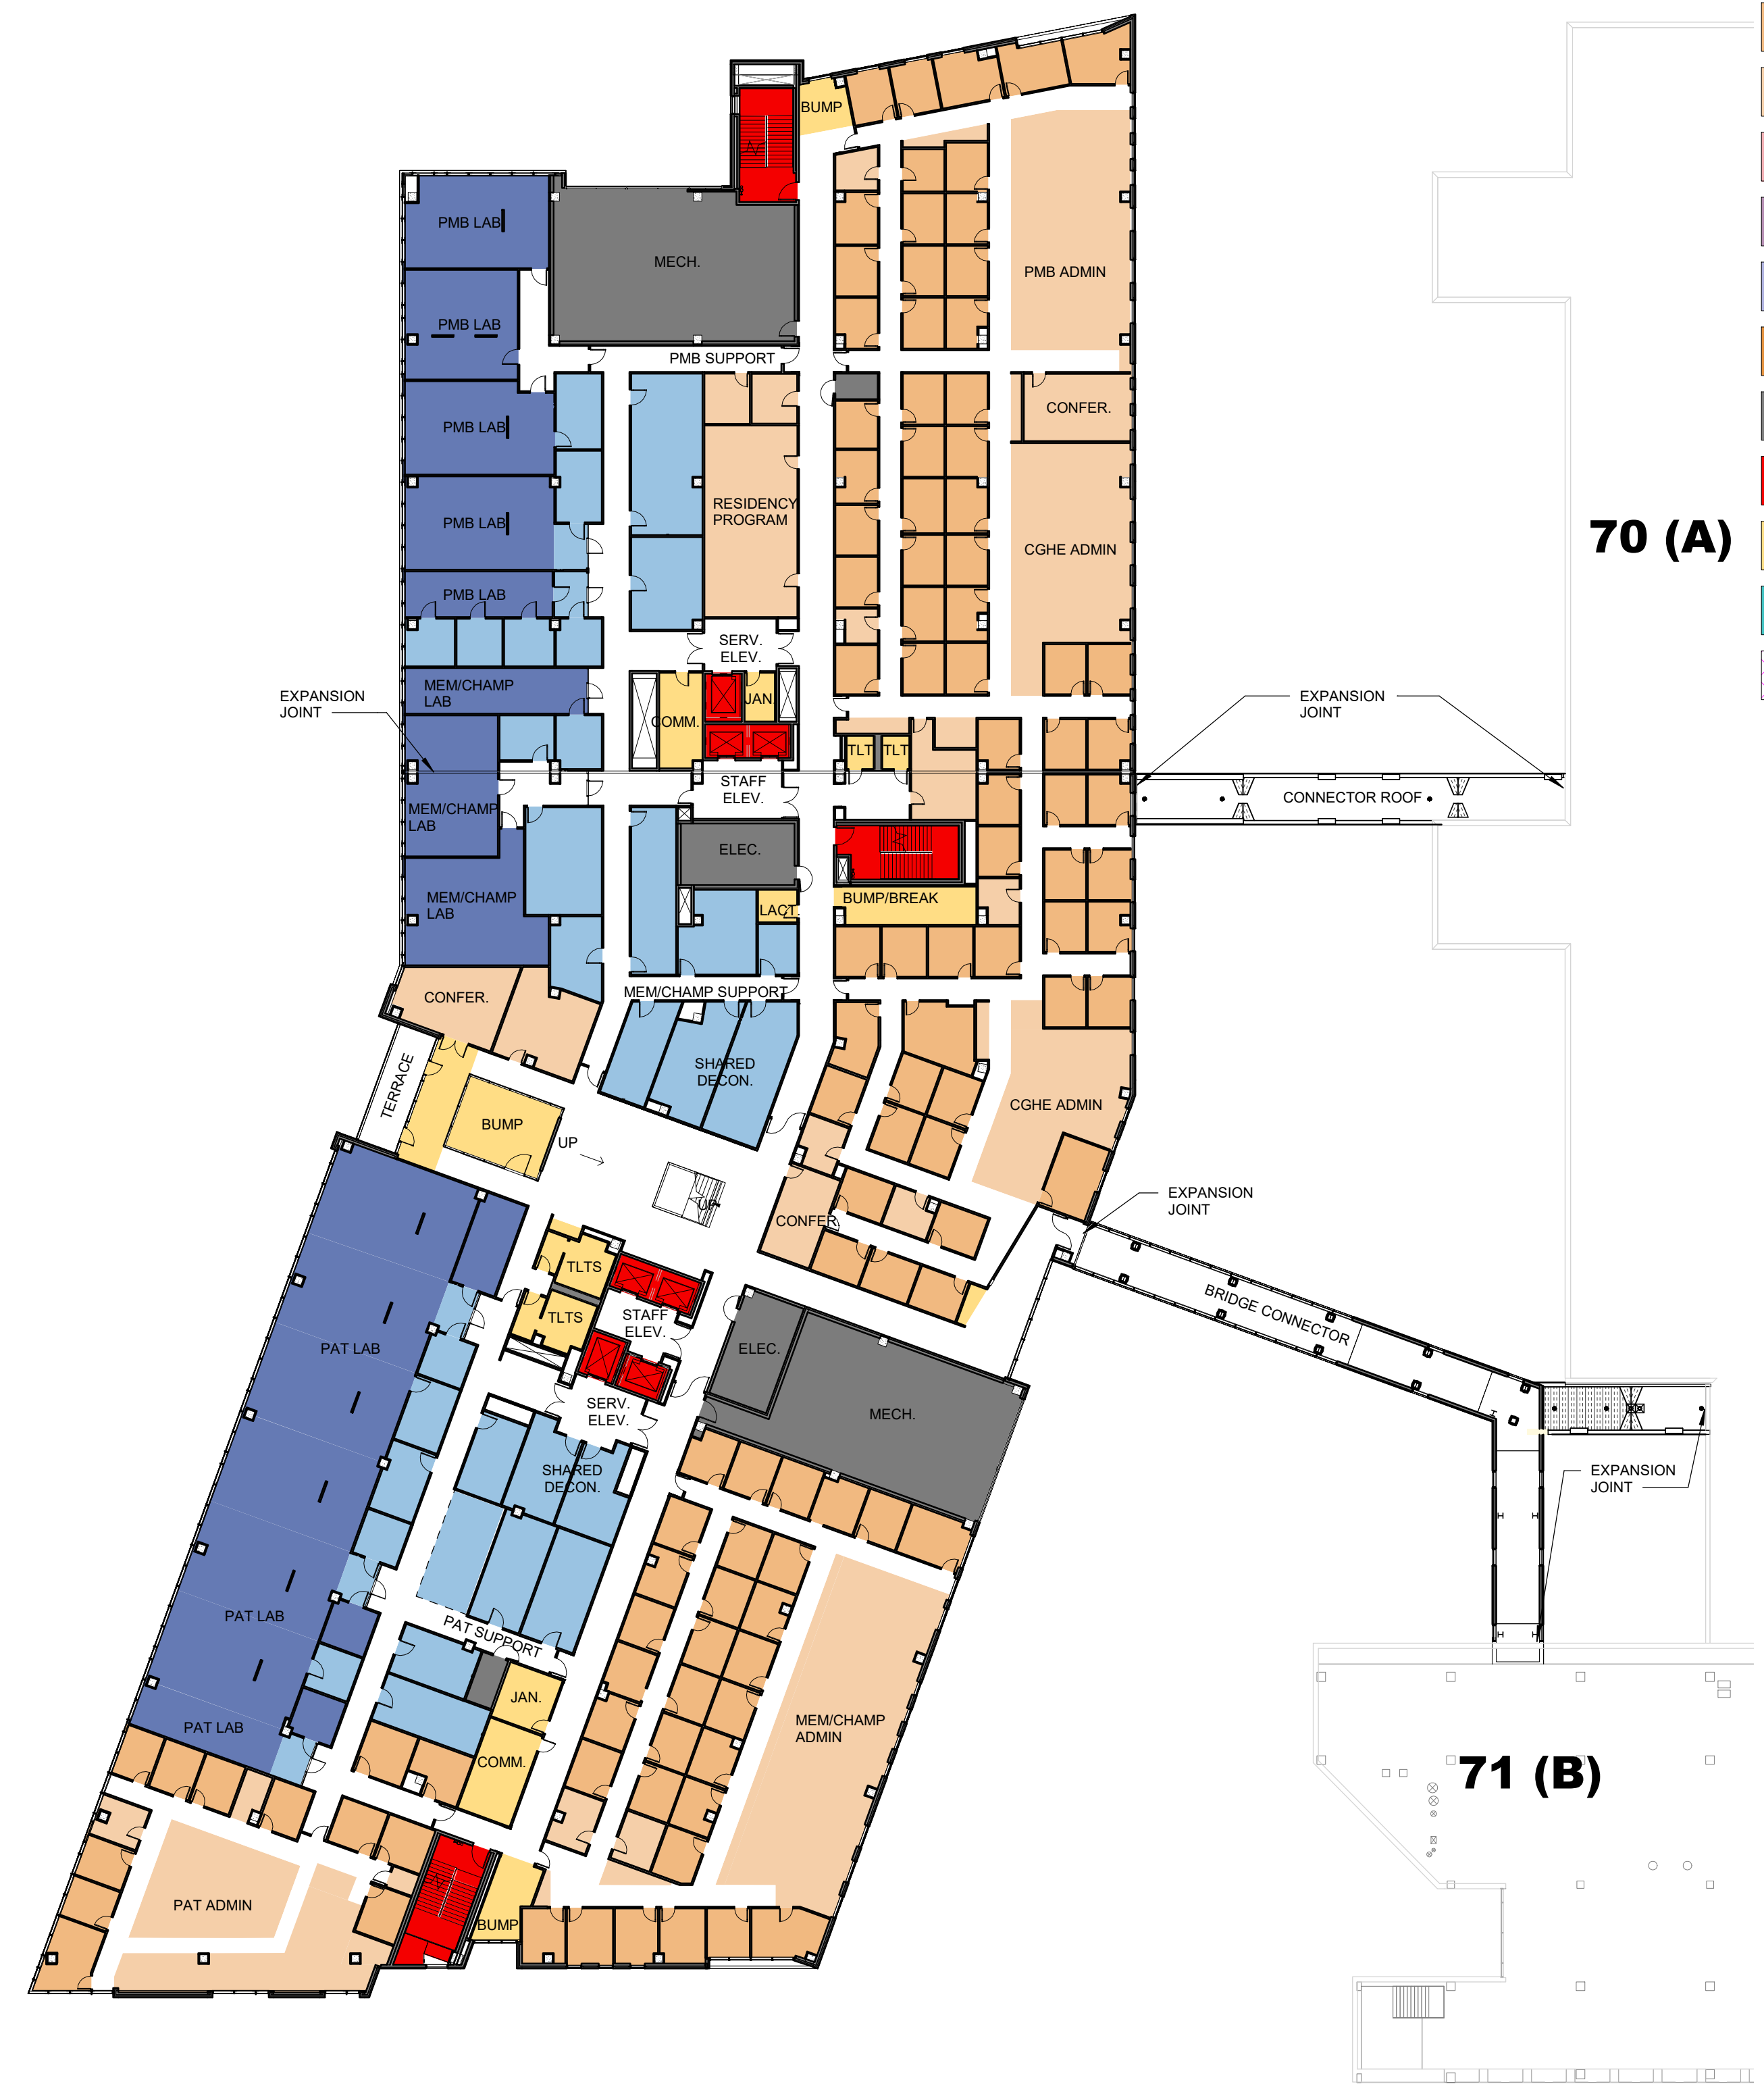 BUMP
PMB LAB
MECH.
PMB ADMIN
PMB LAB
PMB SUPPORT
CONFER.
PMB LAB
RESIDENCY
PROGRAM
PMB LAB
70 (A)
CGHE ADMIN
PMB LAB
SERV.
ELEV.
MEM/CHAMP
LAB
EXPANSION
JOINT
JAN.
COMM.
EXPANSION
JOINT
TLT
TLT
STAFF
ELEV.
CONNECTOR ROOF
MEM/CHAMP
LAB
ELEC.
MEM/CHAMP
LAB
LACT.
BUMP/BREAK
CONFER.
MEM/CHAMP SUPPORT
TERRACE
SHARED
DECON.
CGHE ADMIN
BUMP
UP
UP
CONFER
EXPANSION
JOINT
TLTS
TLTS
STAFF
ELEV.
BRIDGE CONNECTOR
PAT LAB
ELEC.
SERV.
ELEV.
MECH.
SHARED
DECON.
EXPANSION
JOINT
PAT LAB
PAT SUPPORT
JAN.
MEM/CHAMP
ADMIN
PAT LAB
COMM.
71 (B)
PAT ADMIN
BUMP